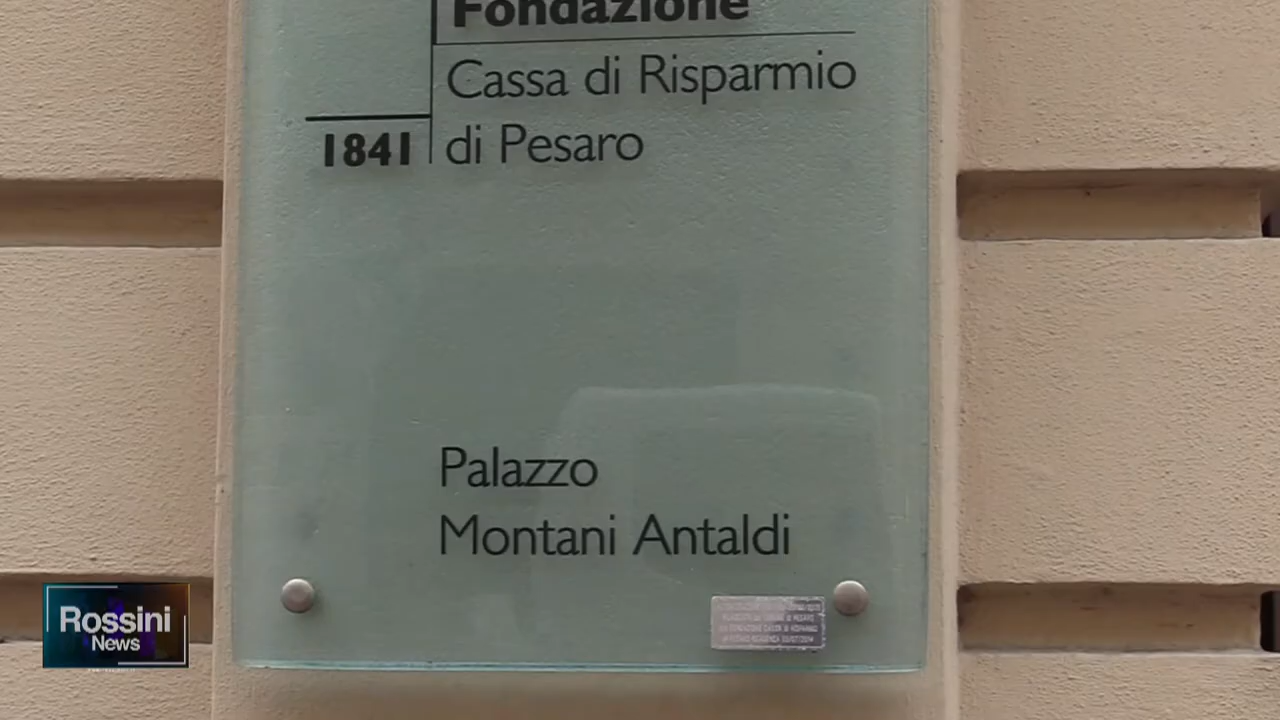 Fondazione
Cassa di Risparmio
1841 di Pesaro
Palazzo
Montani Antaldi
Rossini
News